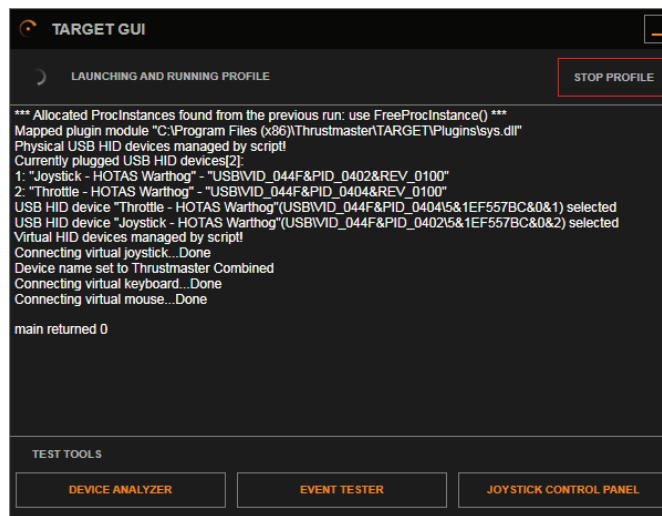 TARGET GUI
LAUNCHING AND RUNNING PROFILE
STOP PROFILE
*** Allocated ProcInstances found from the previous run: use FreeProcInstance() ***
Mapped plugin module "C:\Program Files (x86)\Thrustmaster\TARGET\Plugins\sys.dll"
Physical USB HID devices managed by script!
Currently plugged USB HID devices[2]:
1: "Joystick - HOTAS Warthog" - "USB\VID_044F&PID_0402&REV_0100"
2: "Throttle - HOTAS Warthog" - "USB\VID_044F&PID_0404&REV_0100"
USB HID device "Throttle - HOTAS Warthog"(USB\VID_044F&PID_0404\5&1EF557BC&0&1) selected
USB HID device "Joystick - HOTAS Warthog"(USB\VID_044F&PID_0402\5&1EF557BC&0&2) selected
Virtual HID devices managed by script!
Connecting virtual joystick...Done
Device name set to Thrustmaster Combined
Connecting virtual keyboard...Done
Connecting virtual mouse...Done
main returned 0
TEST TOOLS
DEVICE ANALYZER
EVENT TESTER
JOYSTICK CONTROL PANEL